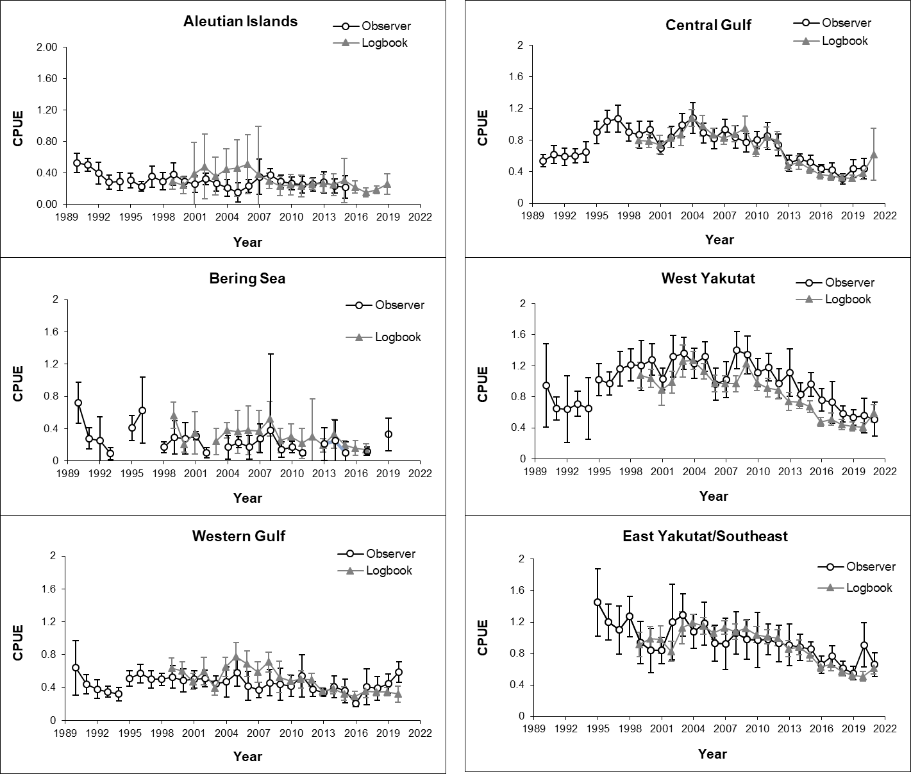 Aleutian Islands
Observer
Logbook
2.00
1.60
1.20
0.80
0.40
0.00
CPUE
1989 1992 1995 1998 2001 2004 2007 2010 2013 2016 2019 2022
Year
Central Gulf
Observer
Logbook
2
1.6
1.2
0.8
0.4
0
CPUE
1989 1992 1995 1998 2001 2004 2007 2010 2013 2016 2019 2022
Year
Bering Sea
Observer
Logbook
2
1.6
1.2
0.8
0.4
0
CPUE
1989 1992 1995 1998 2001 2004 2007 2010 2013 2016 2019 2022
Year
West Yakutat
Observer
Logbook
2
1.6
1.2
0.8
0.4
0
CPUE
1989 1992 1995 1998 2001 2004 2007 2010 2013 2016 2019 2022
Year
Western Gulf
Observer
Logbook
2
1.6
1.2
0.8
0.4
0
CPUE
1989 1992 1995 1998 2001 2004 2007 2010 2013 2016 2019 2022
Year
East Yakutat/Southeast
Observer
Logbook
2
1.6
1.2
0.8
0.4
0
CPUE
1989 1992 1995 1998 2001 2004 2007 2010 2013 2016 2019 2022
Year